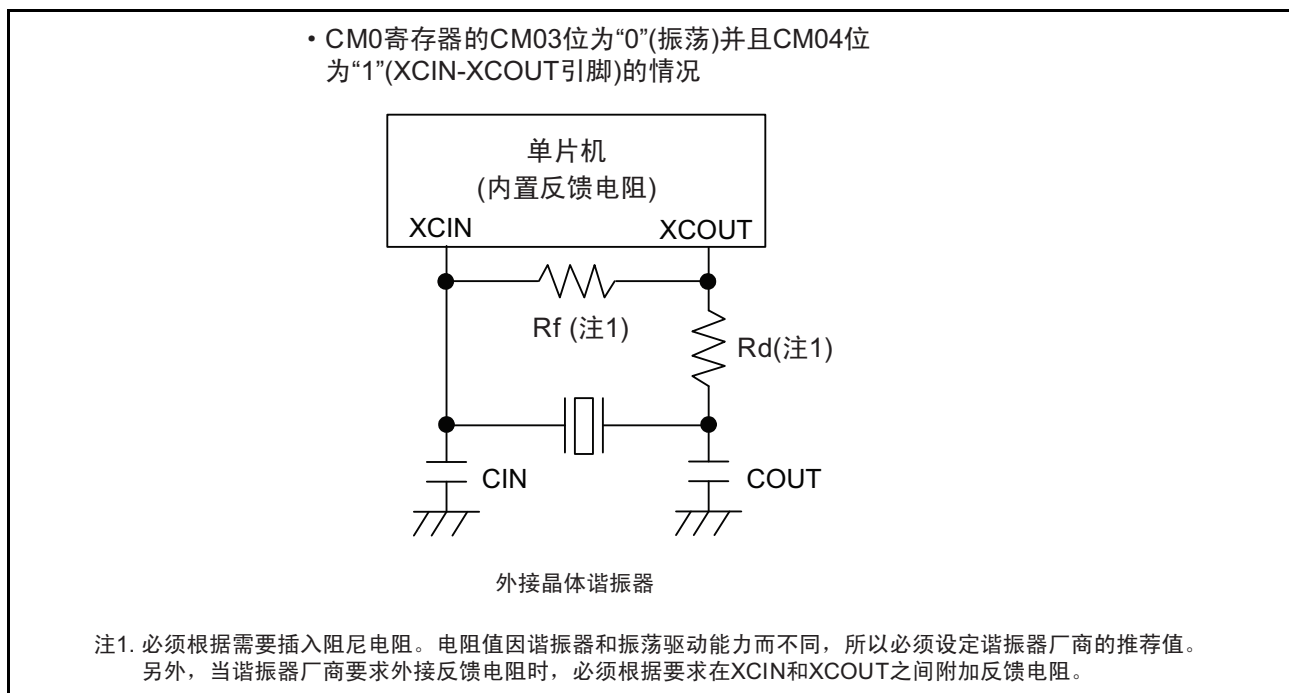 • CM0寄存器的CM03位为“0”(振荡)并且CM04位
为“1”(XCIN-XCOUT引脚)的情况
单片机
(内置反馈电阻)
XCIN
XCOUT
Rf (注1)
Rd(注1)
CIN
COUT
外接晶体谐振器
注1. 必须根据需要插入阻尼电阻。电阻值因谐振器和振荡驱动能力而不同，所以必须设定谐振器厂商的推荐值。
另外，当谐振器厂商要求外接反馈电阻时，必须根据要求在XCIN和XCOUT之间附加反馈电阻。